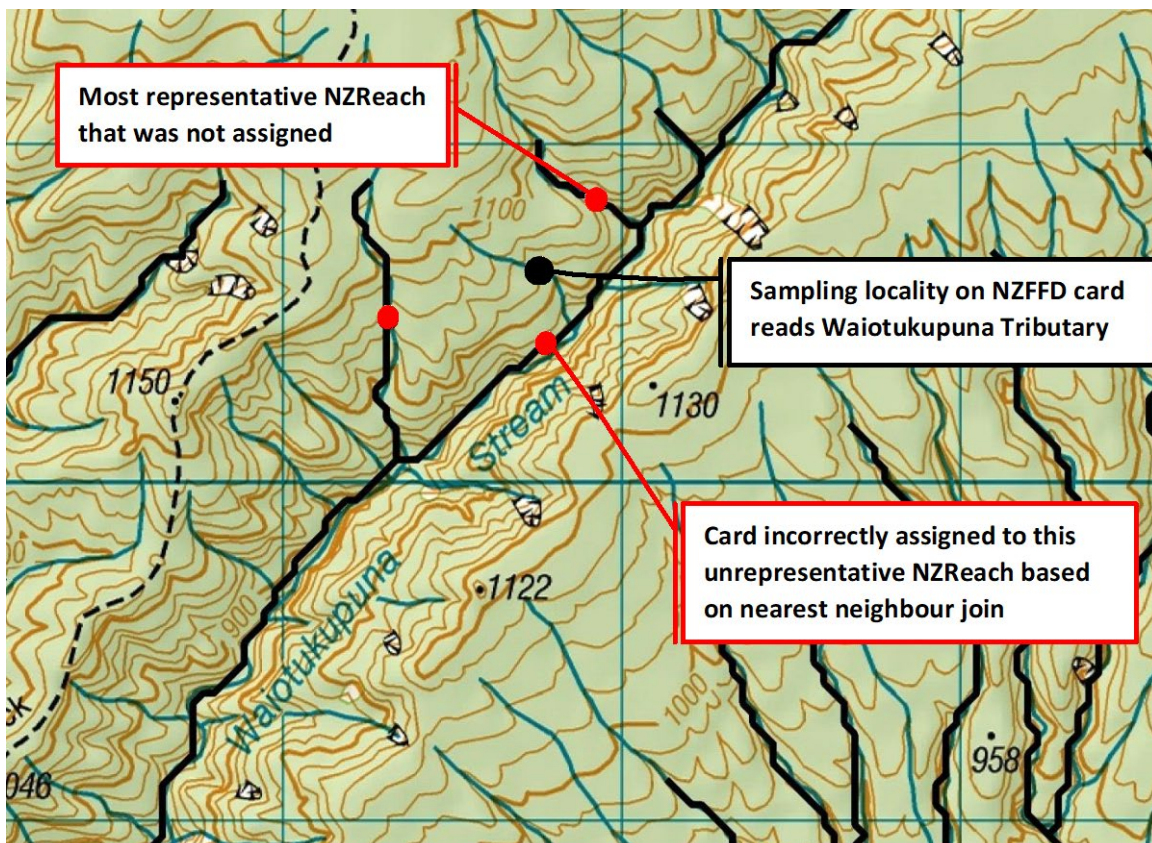 Most representative NZReach
that was not assigned
1100
Sampling locality on NZFFD card
reads Waiotukupuna Tributary
1150
1130
Stream
Card incorrectly assigned to this
unrepresentative NZReach based
on nearest neighbour join
1122
900
Waiotukupuna
1000
958
046